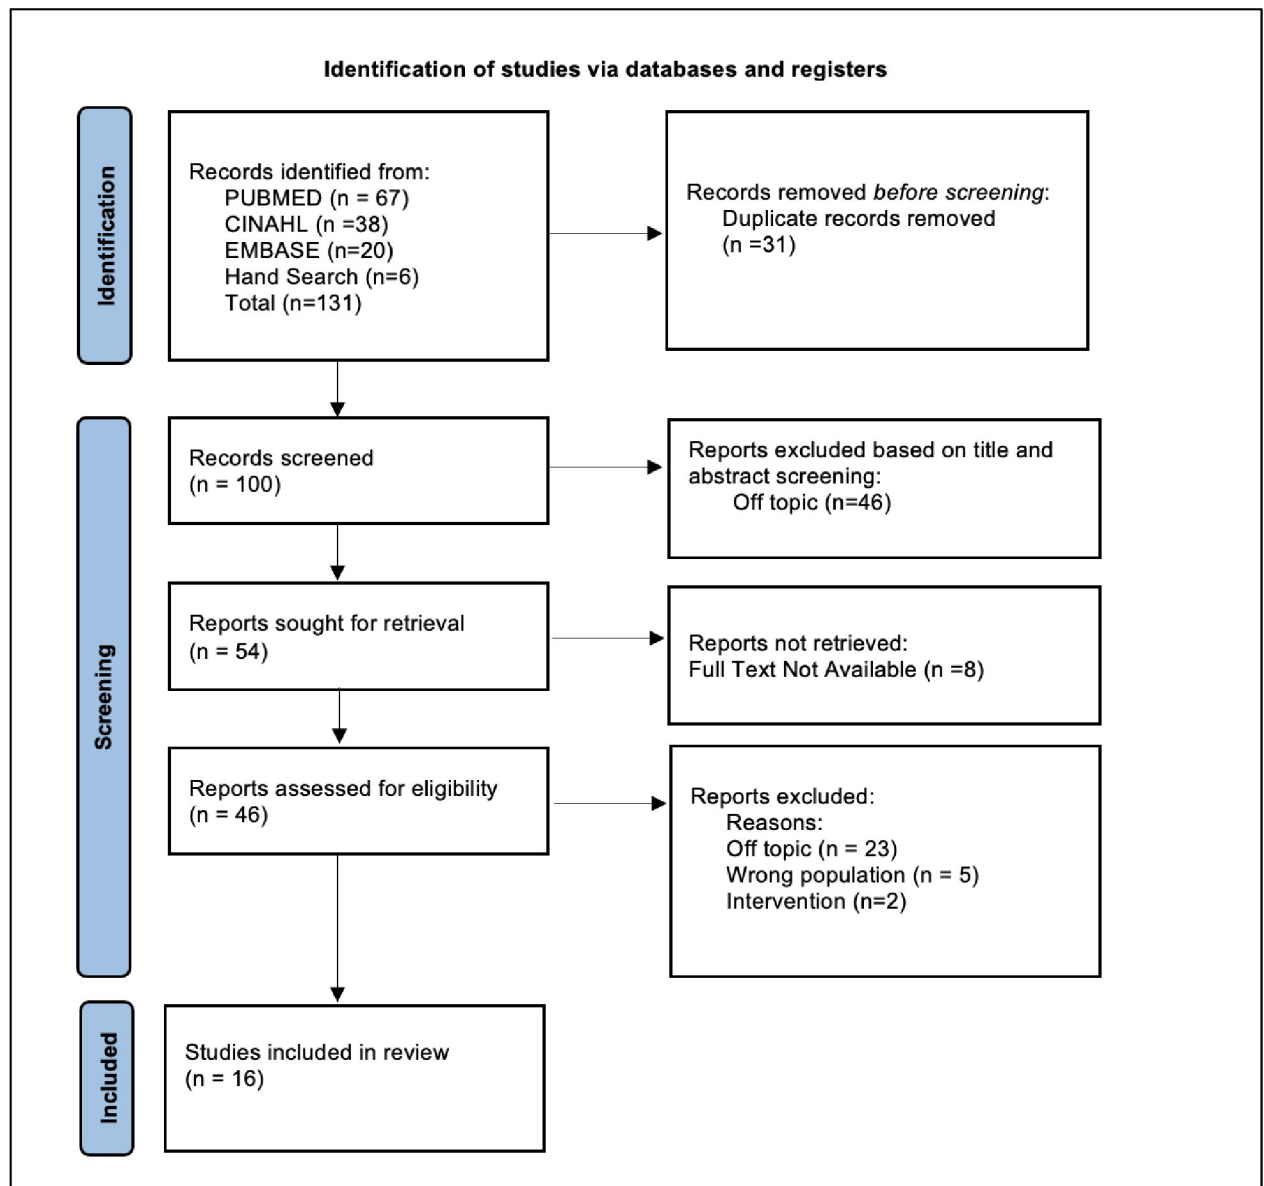 Identification of studies via databases and registers
Identification
Records identified from:
PUBMED (n = 67)
CINAHL (n =38)
EMBASE (n=20)
Hand Search (n=6)
Total (n=131)
Records removed before screening:
Duplicate records removed
(n =31)
Screening
Records screened
(n = 100)
Reports excluded based on title and
abstract screening:
Off topic (n=46)
Reports sought for retrieval
(n = 54)
Reports not retrieved:
Full Text Not Available (n =8)
Reports assessed for eligibility
(n = 46)
Reports excluded:
Reasons:
Off topic (n = 23)
Wrong population (n = 5)
Intervention (n=2)
Included
Studies included in review
(n = 16)